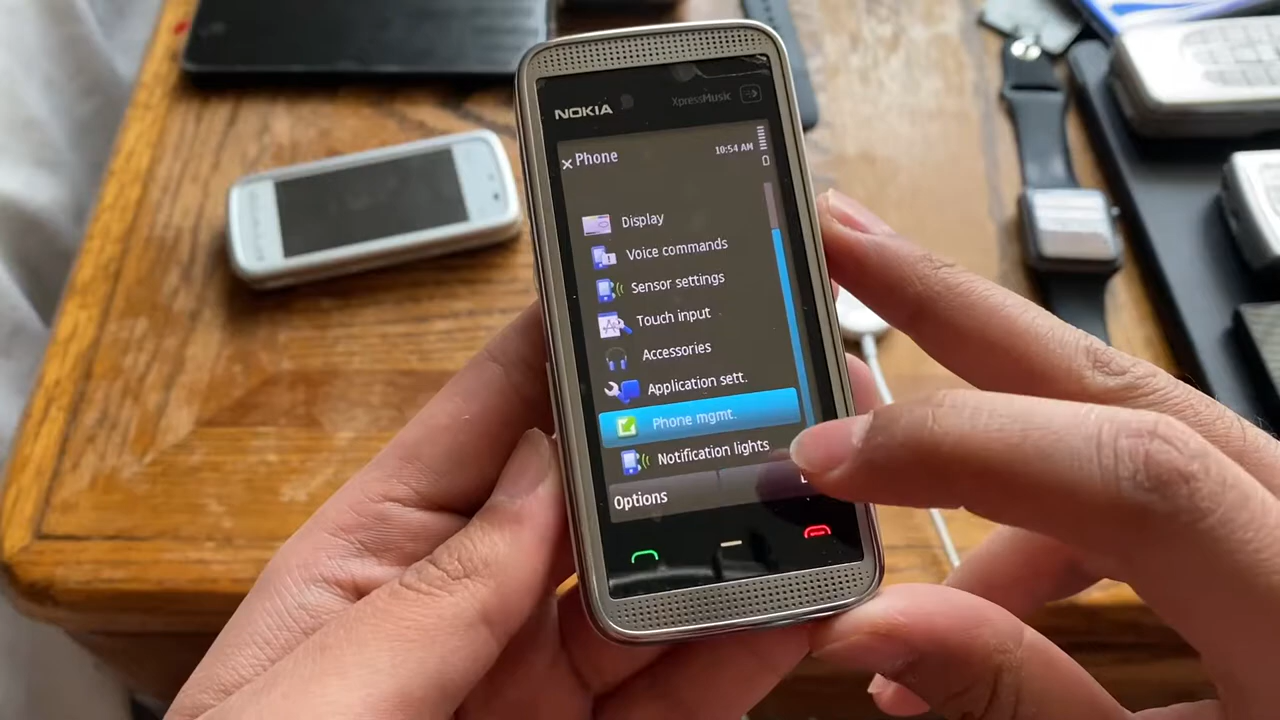 NOKIA
XpressMusic
Phone
10:54 AM
Display
Voice commands
Sensor settings
Touch input
Accessories
Application sett.
Phone mgmt.
Notification lights
Options